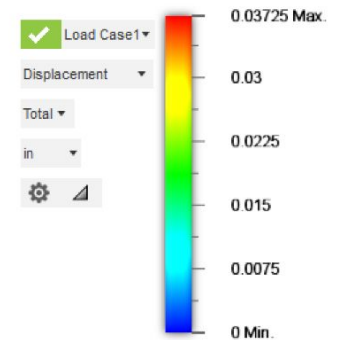 Load Case1
Displacement
Total
in
0.03725 Max.
0.03
0.0225
0.015
0.0075
0 Min.